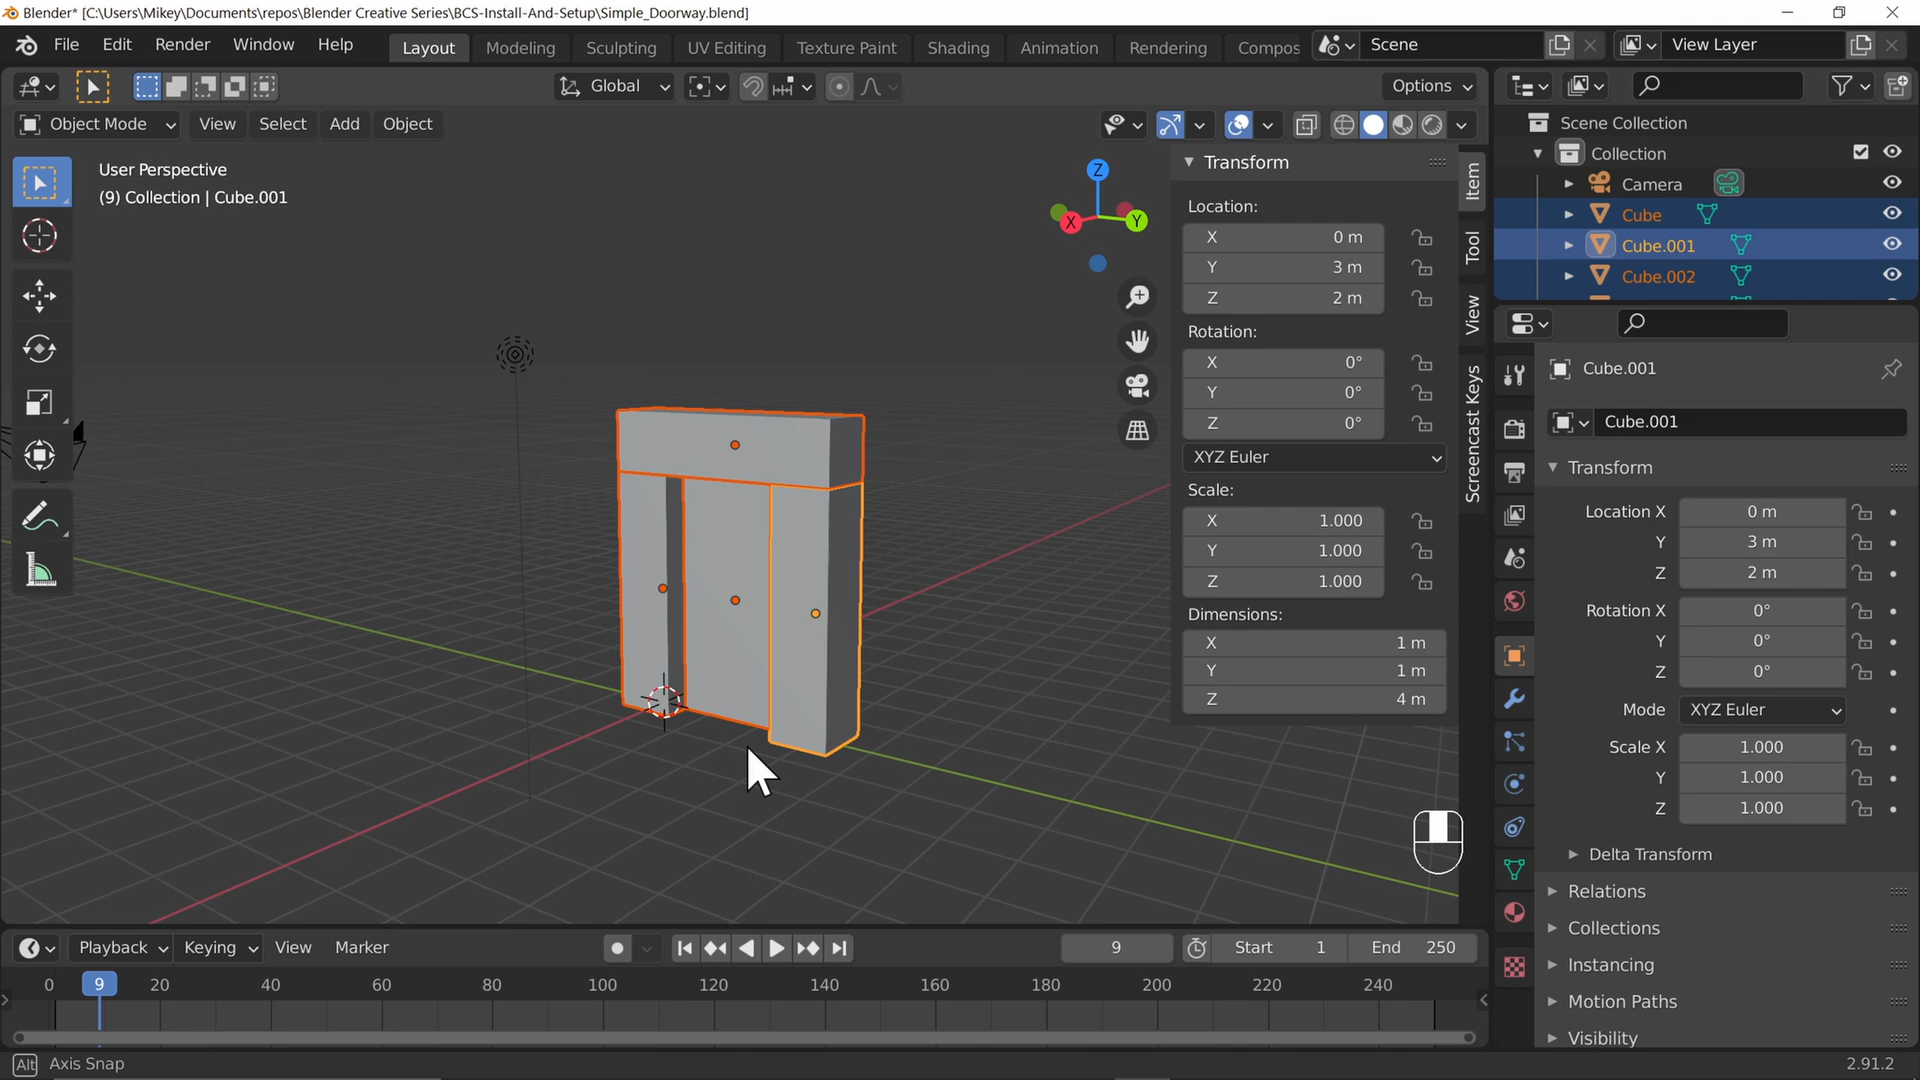 Blender* [C:\Users\Mikey\Documents\repos\Blender Creative Series\BCS-Install-And-Setup\Simple_Doorway.blend]
File Edit Render Window Help
Layout Modeling Sculpting UV Editing Texture Paint Shading Animation Rendering Compos
Scene
View Layer
Global
Options
Object Mode View Select Add Object
User Perspective
(9) Collection | Cube.001
Z
X
Y
Transform
Location:
X 0 m
Y 3 m
Z 2 m
Rotation:
X 0°
Y 0°
Z 0°
XYZ Euler
Scale:
X 1.000
Y 1.000
Z 1.000
Dimensions:
X 1 m
Y 1 m
Z 4 m
Item
Tool
View
Screencast Keys
Scene Collection
Collection
Camera
Cube
Cube.001
Cube.002
Cube.001
Cube.001
Transform
Location X 0 m
Y 3 m
Z 2 m
Rotation X 0°
Y 0°
Z 0°
Mode XYZ Euler
Scale X 1.000
Y 1.000
Z 1.000
Delta Transform
Relations
Collections
Instancing
Motion Paths
Visibility
Playback Keying View Marker
9
Start 1
End 250
0 9 20 40 60 80 100 120 140 160 180 200 220 240
Alt Axis Snap
2.91.2